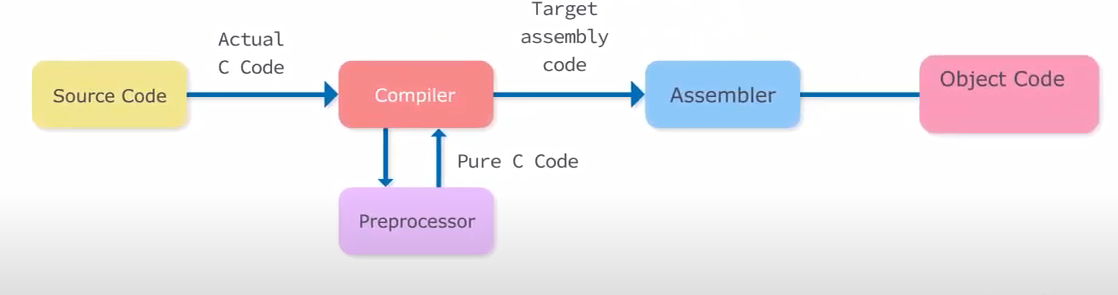 Source Code
Actual
C Code
Compiler
Target
assembly
code
Assembler
Object Code
Pure C Code
Preprocessor